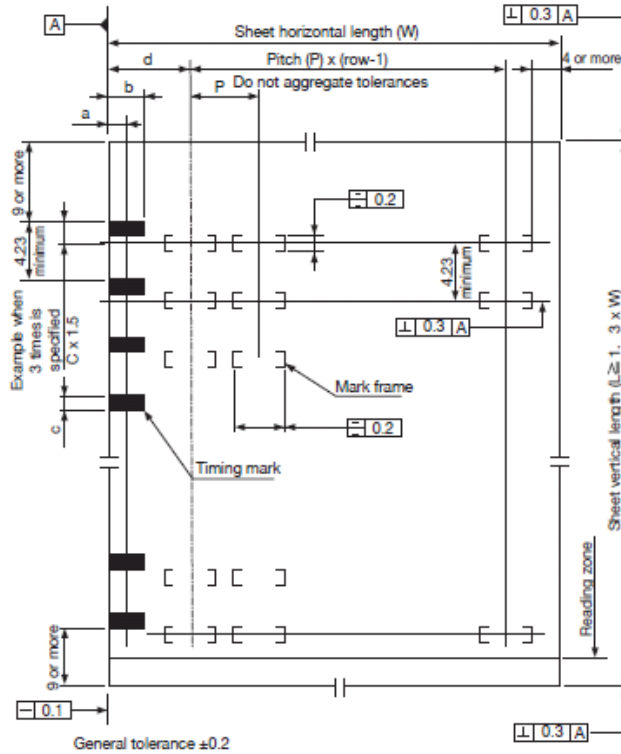 A
Sheet horizontal length (W)
⊥ 0.3 A
d
Pitch (P) x (row-1)
4 or more
b
P
Do not aggregate tolerances
a
9 or more
0.2
4.23
minimum
4.23
minimum
Example when
3 times is
specified
C x 1.5
⊥ 0.3 A
Mark frame
0.2
c
Timing mark
Sheet vertical length (L≧1. 3 x W)
Reading zone
9 or more
0.1
⊥ 0.3 A
General tolerance ±0.2